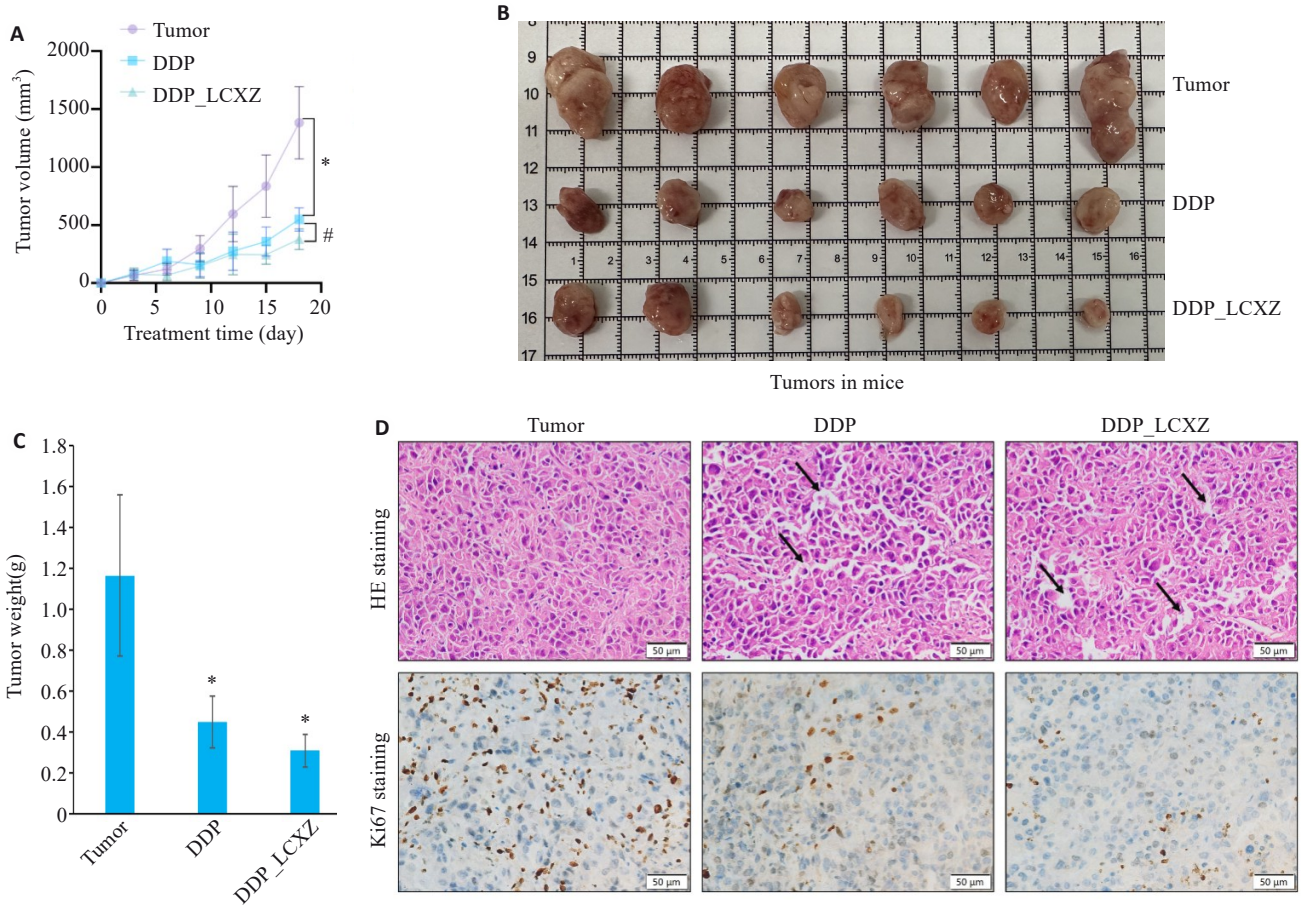 A
Tumor
DDP
DDP_LCXZ
2000
1500
1000
500
0
Tumor volume (mm³)
*
#
0
5
10
15
20
Treatment time (day)
B
9
10
11
12
13
14
15
16
17
1 2 3 4 5 6 7 8 9 10 11 12 13 14 15 16
Tumor
DDP
DDP_LCXZ
Tumors in mice
C
1.8
1.6
1.4
1.2
1.0
0.8
0.6
0.4
0.2
0
Tumor weight(g)
*
*
Tumor
DDP
DDP_LCXZ
D
Tumor
DDP
DDP_LCXZ
HE staining
50 μm
50 μm
50 μm
Ki67 staining
50 μm
50 μm
50 μm